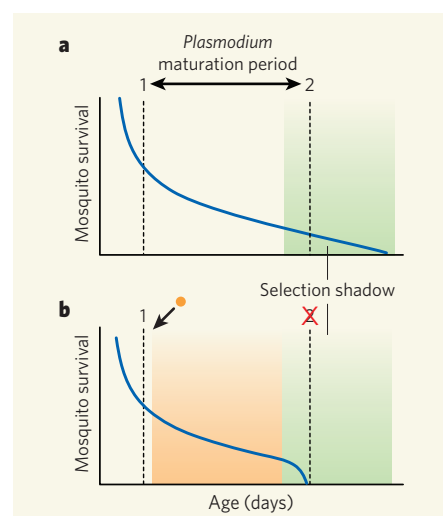 a
Plasmodium
maturation period
1
2
Mosquito survival
Selection shadow
b
1
2
Mosquito survival
Age (days)